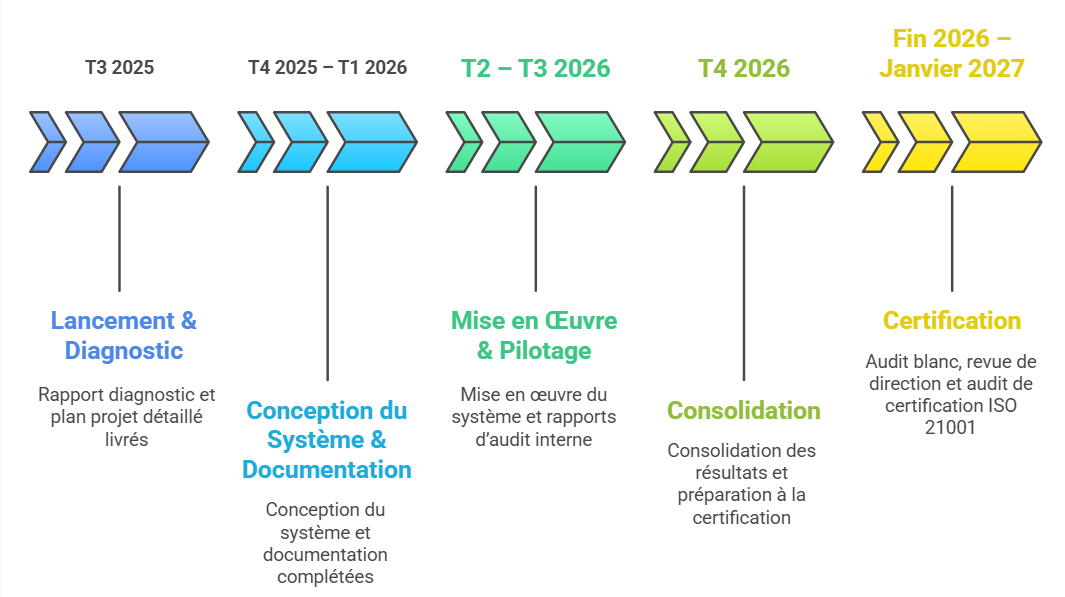 T3 2025
T4 2025 – T1 2026
T2 – T3 2026
T4 2026
Fin 2026 –
Janvier 2027
Lancement &
Diagnostic
Rapport diagnostic et
plan projet détaillé
livrés
Conception du
Système &
Documentation
Conception du
système et
documentation
complétées
Mise en Œuvre
& Pilotage
Mise en œuvre du
système et rapports
d'audit interne
Consolidation
Consolidation des
résultats et
préparation à la
certification
Certification
Audit blanc, revue de
direction et audit de
certification ISO
21001